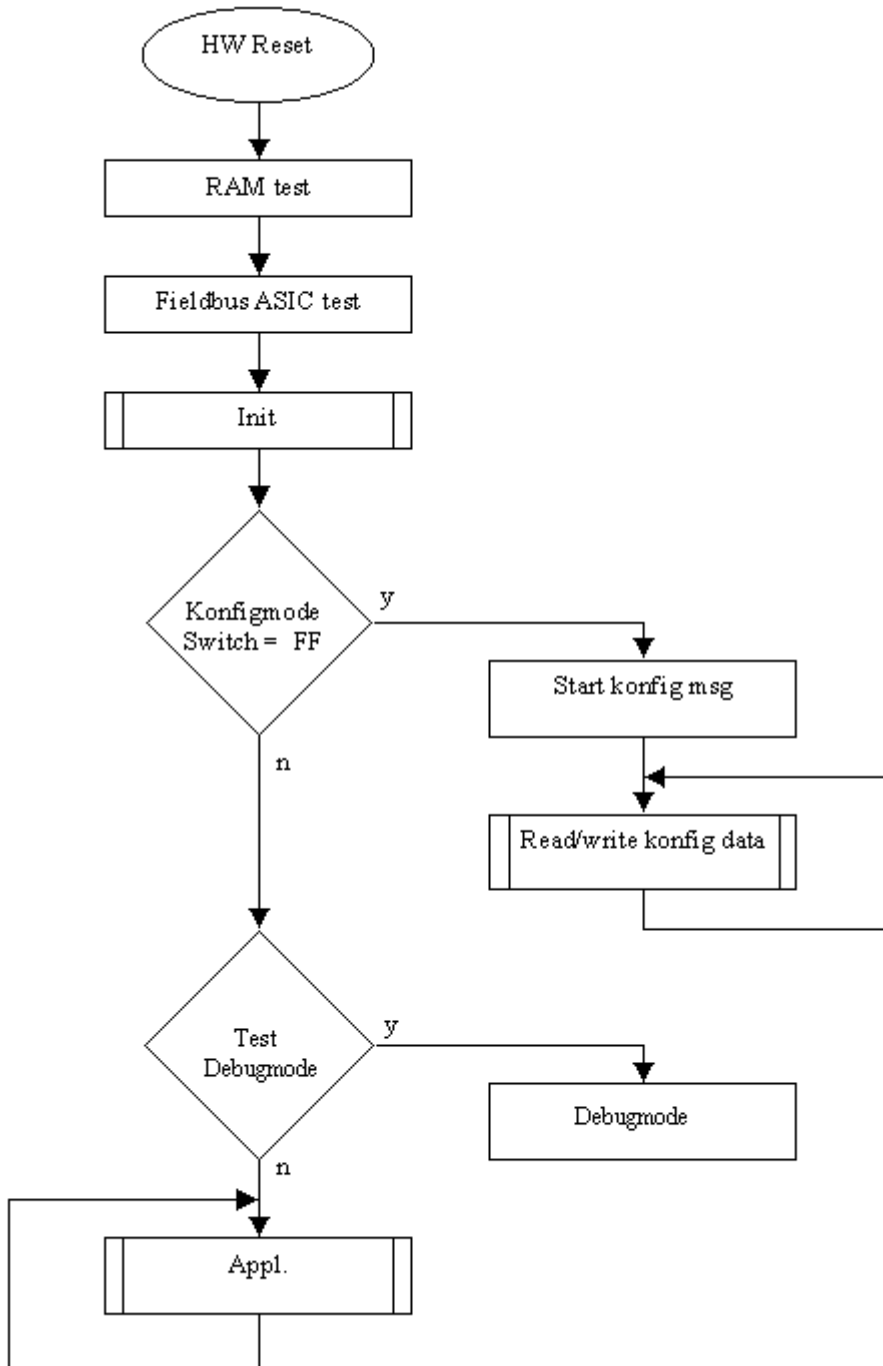 HW Reset
RAM test
Fieldbus ASIC test
Init
Konfigmode
Switch = FF
y
Start konfig msg
n
Read/write konfig data
Test
Debugmode
y
Debugmode
n
Appl.